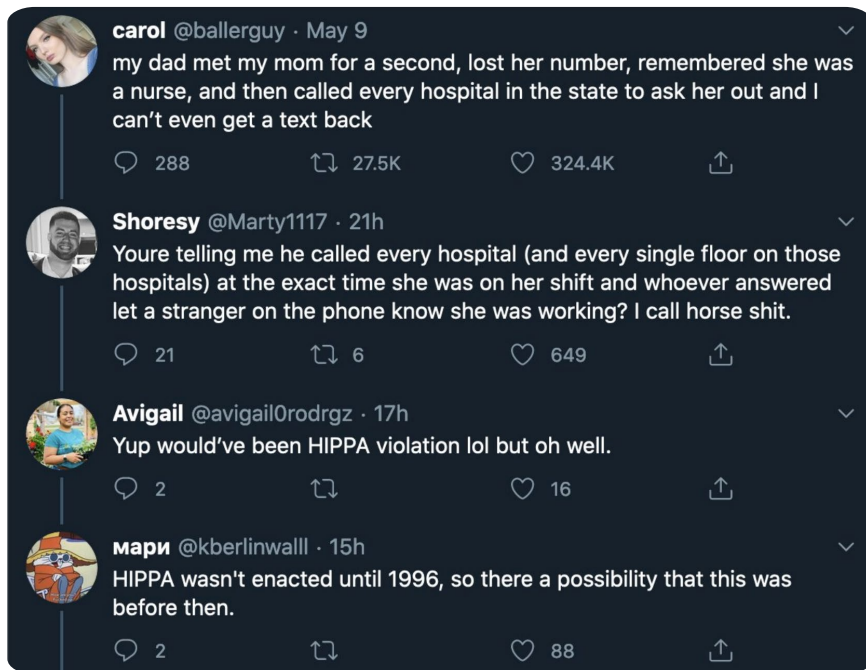 carol @ballerguy · May 9
my dad met my mom for a second, lost her number, remembered she was
a nurse, and then called every hospital in the state to ask her out and I
can’t even get a text back
288 27.5K 324.4K
Shoresy @Marty1117 · 21h
Youre telling me he called every hospital (and every single floor on those
hospitals) at the exact time she was on her shift and whoever answered
let a stranger on the phone know she was working? I call horse shit.
21 6 649
Avigail @avigail0rodrgz · 17h
Yup would’ve been HIPPA violation lol but oh well.
2 16
мари @kberlinwalll · 15h
HIPPA wasn't enacted until 1996, so there a possibility that this was
before then.
2 88